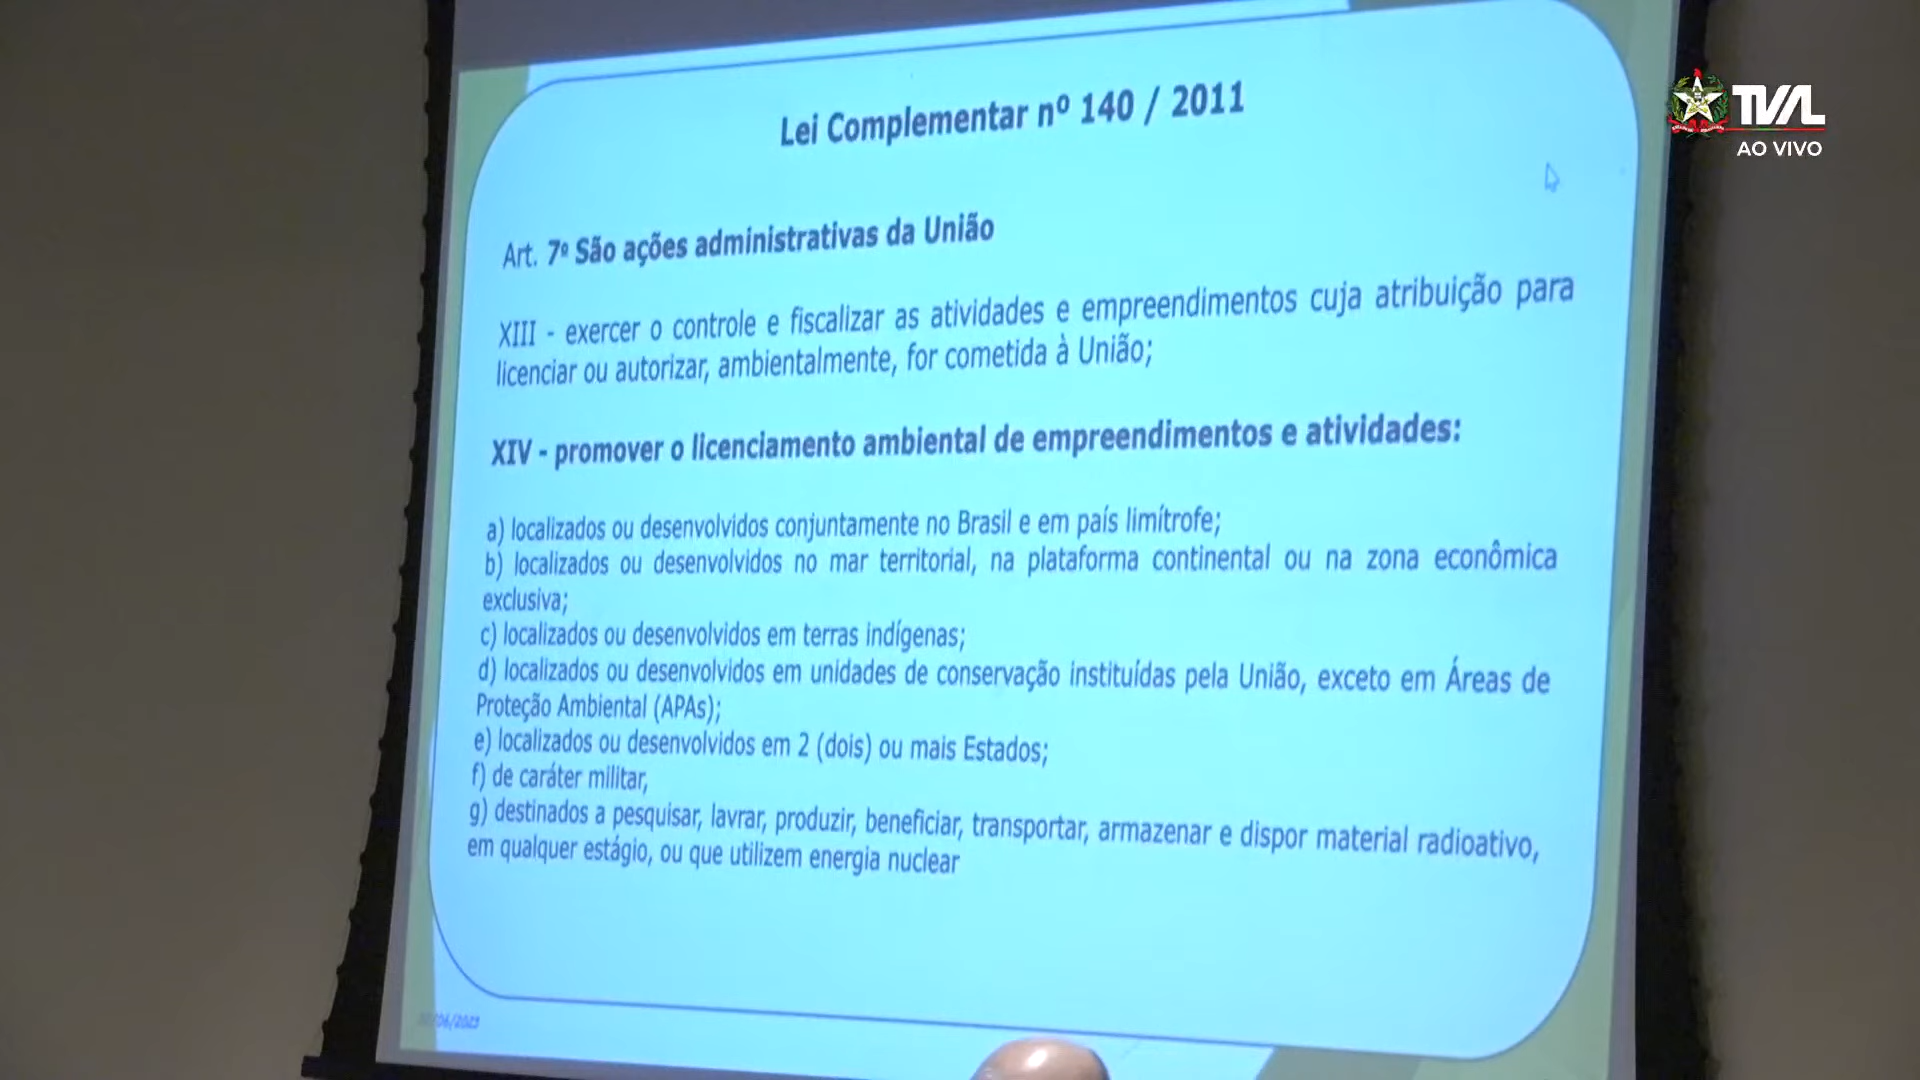 Lei Complementar nº 140 / 2011
TVAL
AO VIVO
Art. 7º São ações administrativas da União
XIII - exercer o controle e fiscalizar as atividades e empreendimentos cuja atribuição para
licenciar ou autorizar, ambientalmente, for cometida à União;
XIV - promover o licenciamento ambiental de empreendimentos e atividades:
a) localizados ou desenvolvidos conjuntamente no Brasil e em país limítrofe;
b) localizados ou desenvolvidos no mar territorial, na plataforma continental ou na zona econômica
exclusiva;
c) localizados ou desenvolvidos em terras indígenas;
d) localizados ou desenvolvidos em unidades de conservação instituídas pela União, exceto em Áreas de
Proteção Ambiental (APAs);
e) localizados ou desenvolvidos em 2 (dois) ou mais Estados;
f) de caráter militar,
g) destinados a pesquisar, lavrar, produzir, beneficiar, transportar, armazenar e dispor material radioativo,
em qualquer estágio, ou que utilizem energia nuclear